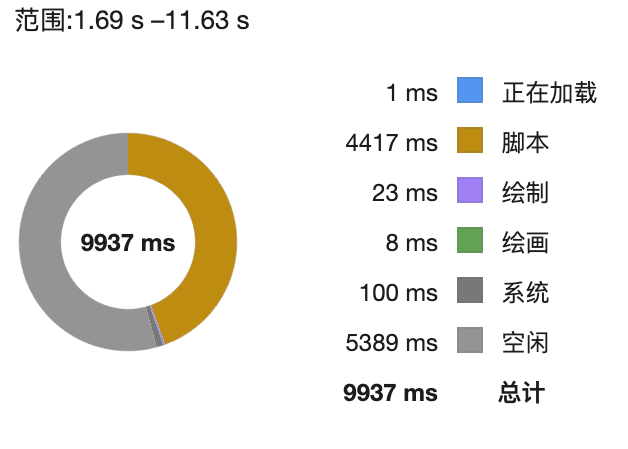 范围:1.69 s –11.63 s
1 ms 正在加载
4417 ms 脚本
23 ms 绘制
8 ms 绘画
100 ms 系统
5389 ms 空闲
9937 ms 总计
9937 ms